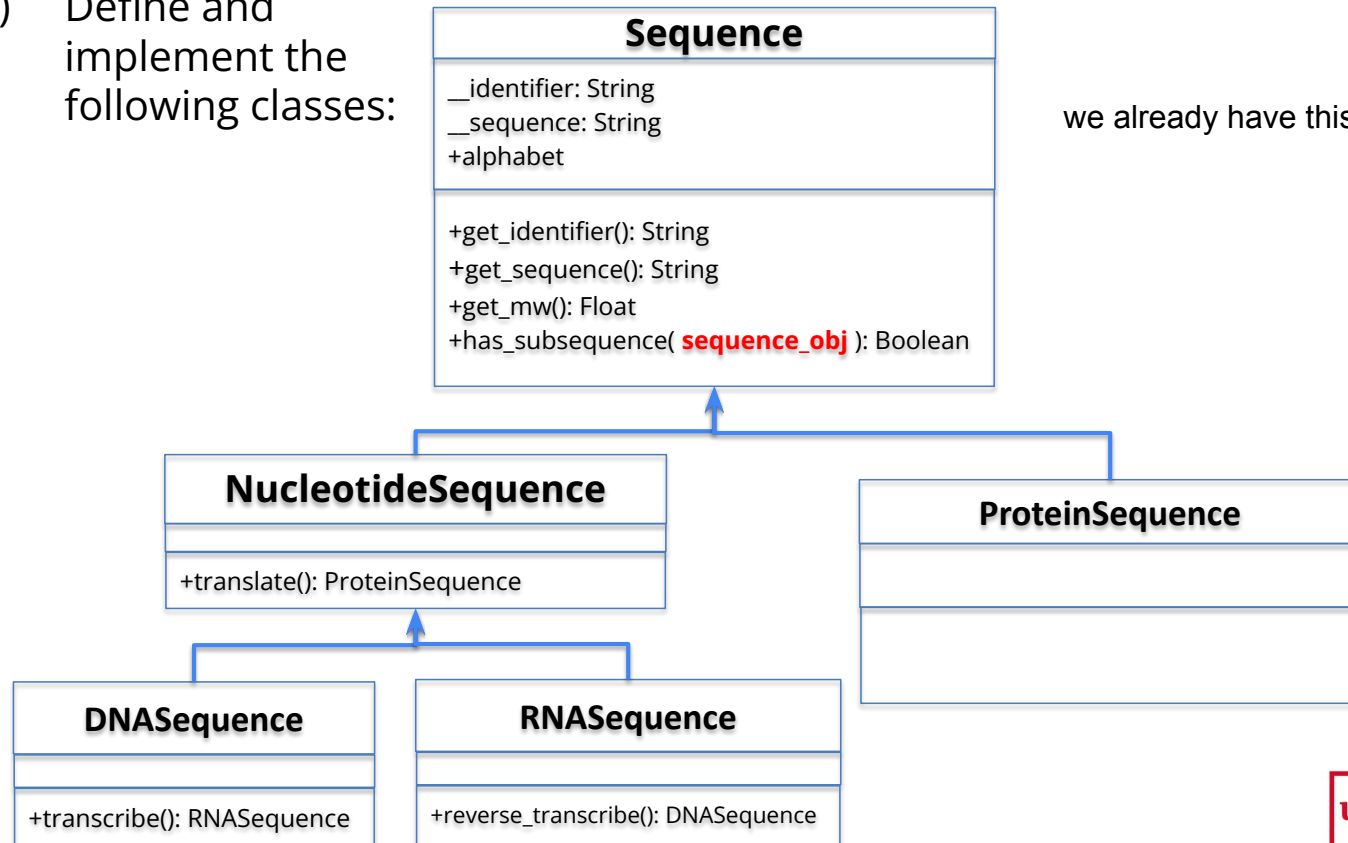 ) Define and
implement the
following classes:
Sequence
__identifier: String
__sequence: String
+alphabet
we already have this
+get_identifier(): String
+get_sequence(): String
+get_mw(): Float
+has_subsequence( sequence_obj ): Boolean
NucleotideSequence
+translate(): ProteinSequence
ProteinSequence
DNASequence
+transcribe(): RNASequence
RNASequence
+reverse_transcribe(): DNASequence